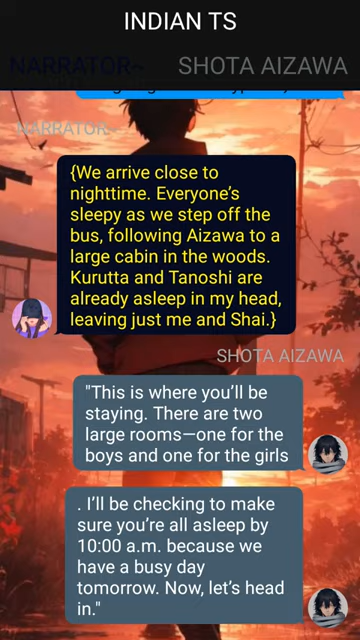 INDIAN TS
NARRATOR~
SHOTA AIZAWA
NARRATOR~
{We arrive close to
nighttime. Everyone’s
sleepy as we step off the
bus, following Aizawa to a
large cabin in the woods.
Kurutta and Tanoshi are
already asleep in my head,
leaving just me and Shai.}
SHOTA AIZAWA
"This is where you’ll be
staying. There are two
large rooms—one for the
boys and one for the girls
. I’ll be checking to make
sure you’re all asleep by
10:00 a.m. because we
have a busy day
tomorrow. Now, let’s head
in."